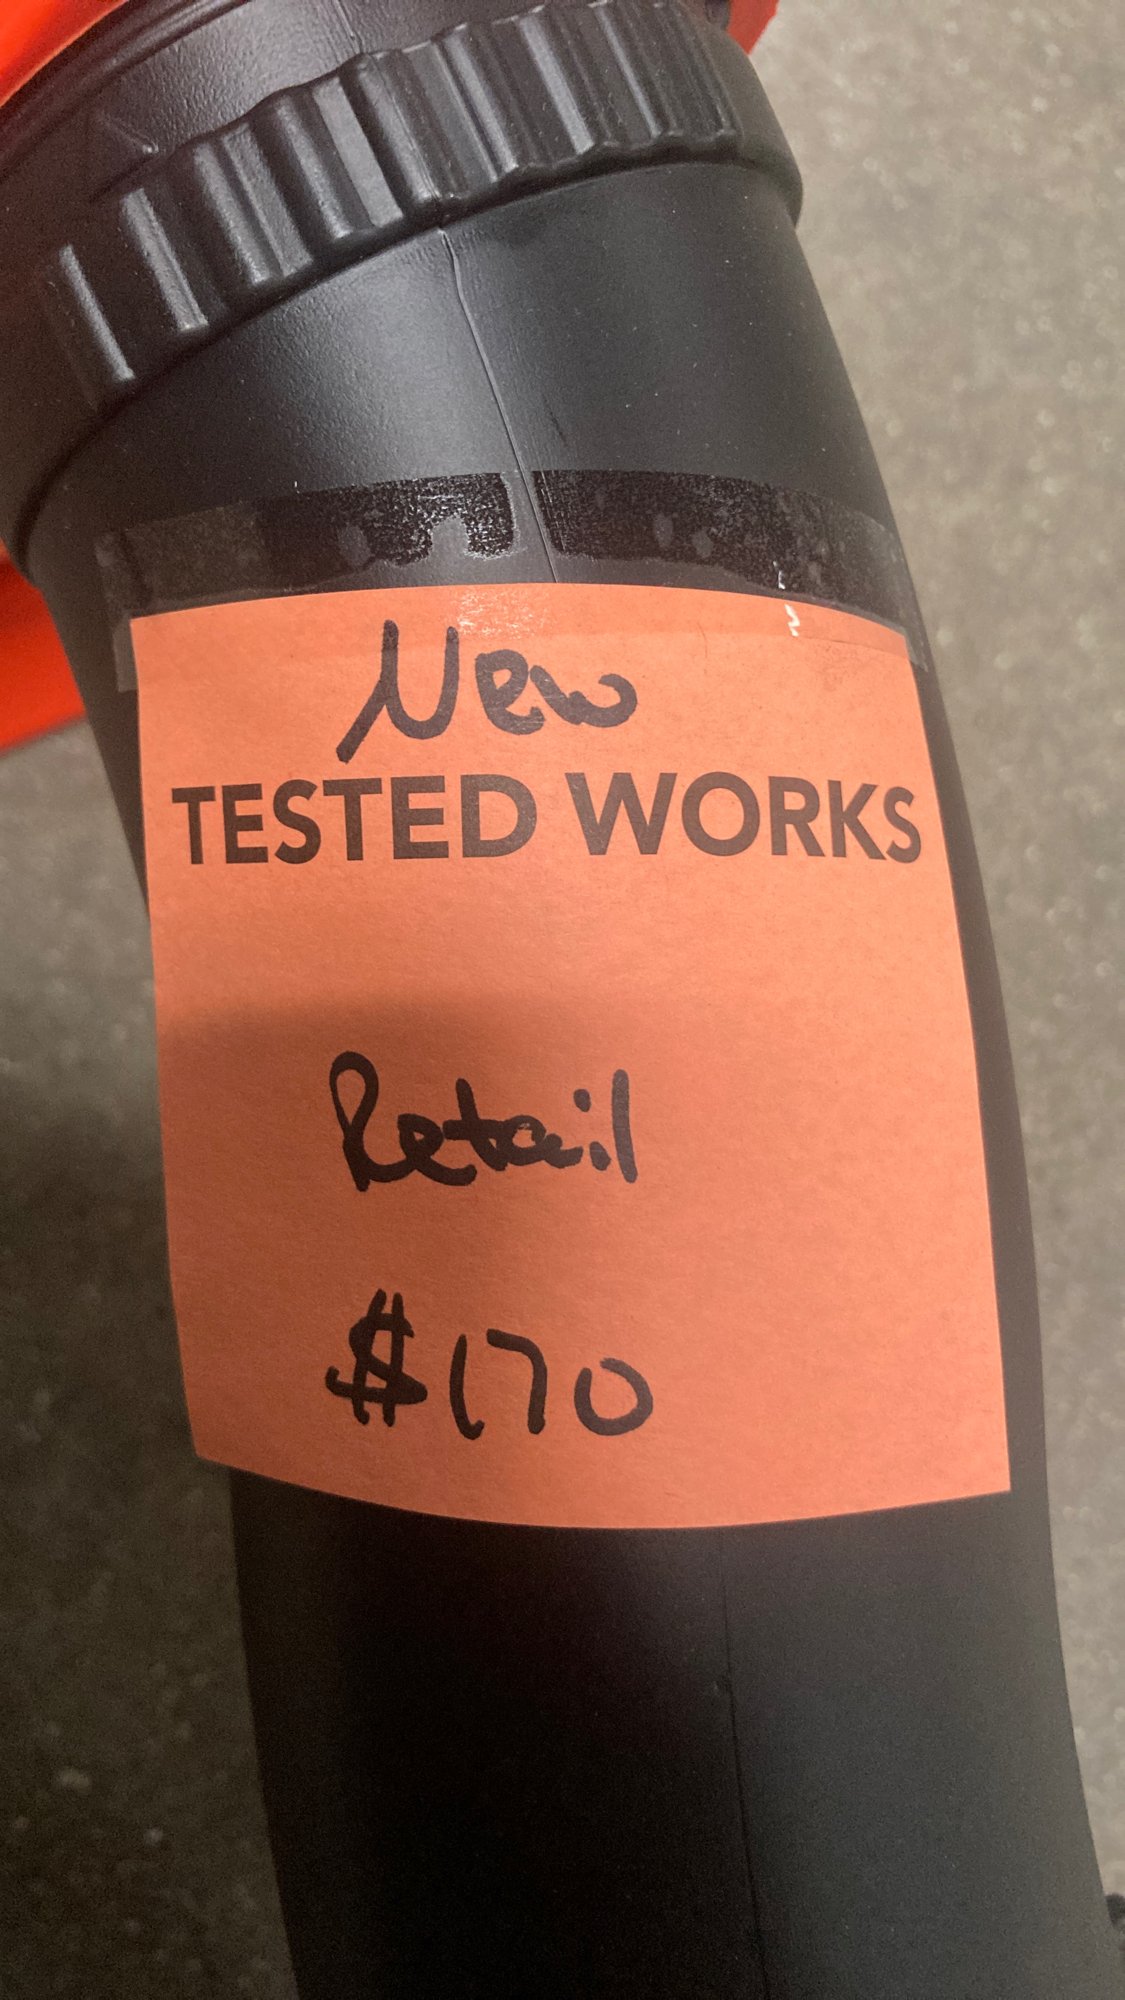 New
TESTED WORKS
Retail
$170